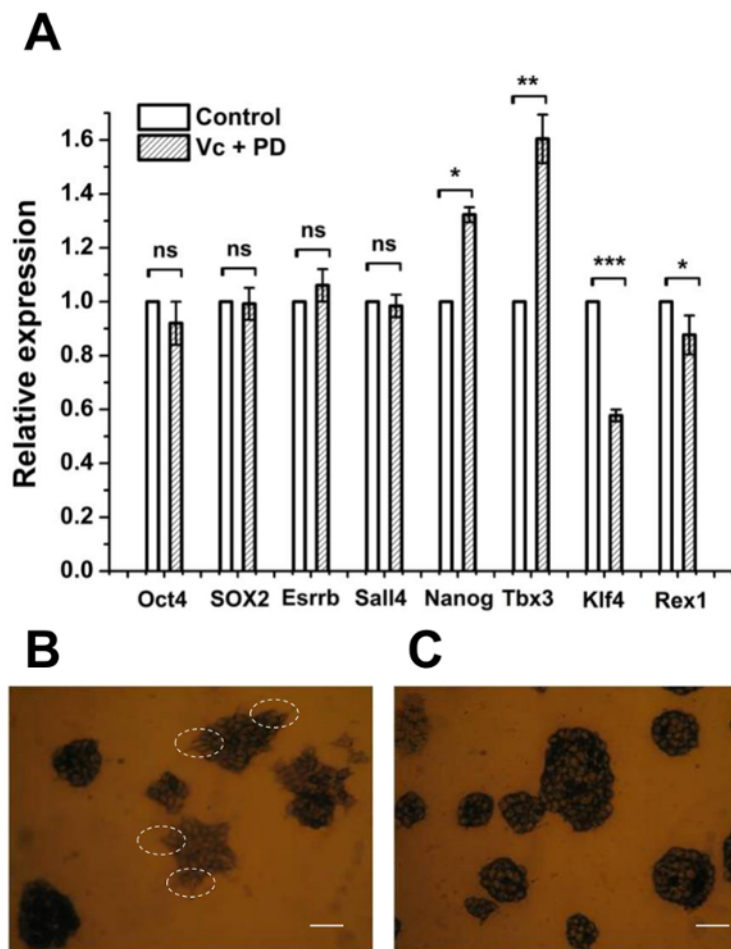 A
Control
Vc + PD
Relative expression
1.6
1.4
1.2
1.0
0.8
0.6
0.4
0.2
0.0
ns
ns
ns
ns
*
**
***
*
Oct4 SOX2 Esrrb Sall4 Nanog Tbx3 Klf4 Rex1
B
C